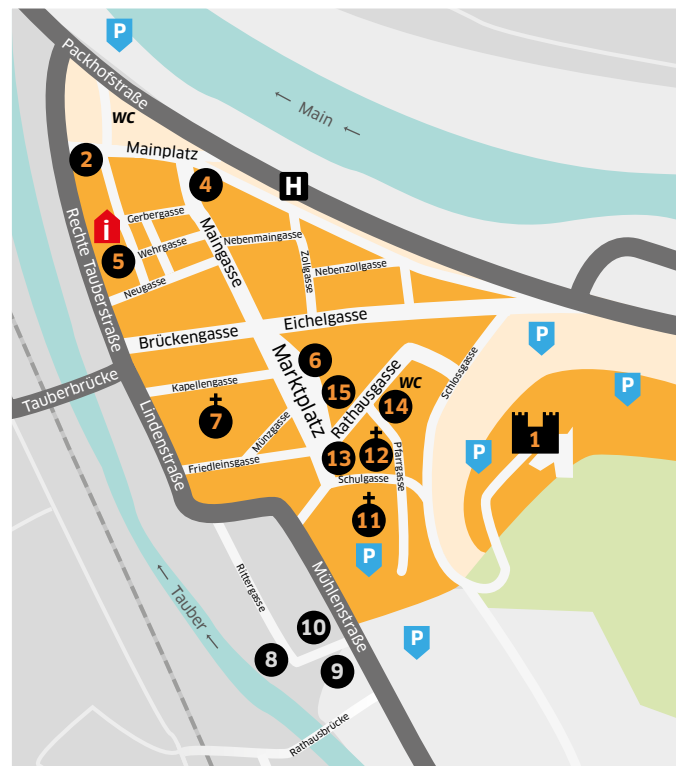 P
Packhofstraße
← Main ←
WC
Mainplatz
2
4
H
i
Gerbergasse
Maingasse
Rechte Tauberstraße
Wehrgasse
Nebenmaingasse
5
Zollgasse
Nebenzollgasse
Neugasse
Eichelgasse
Brückengasse
P
6
Marktplatz
Rathausgasse
Schlossgasse
Tauberbrücke
Kapellengasse
15
WC
P
14
7
Münzgasse
1
Lindenstraße
Friedleinsgasse
13
12
Pfarrgasse
P
Schulgasse
11
P
Rittergasse
Mühlenstraße
← Tauber ←
10
P
8
9
Rathausbrücke